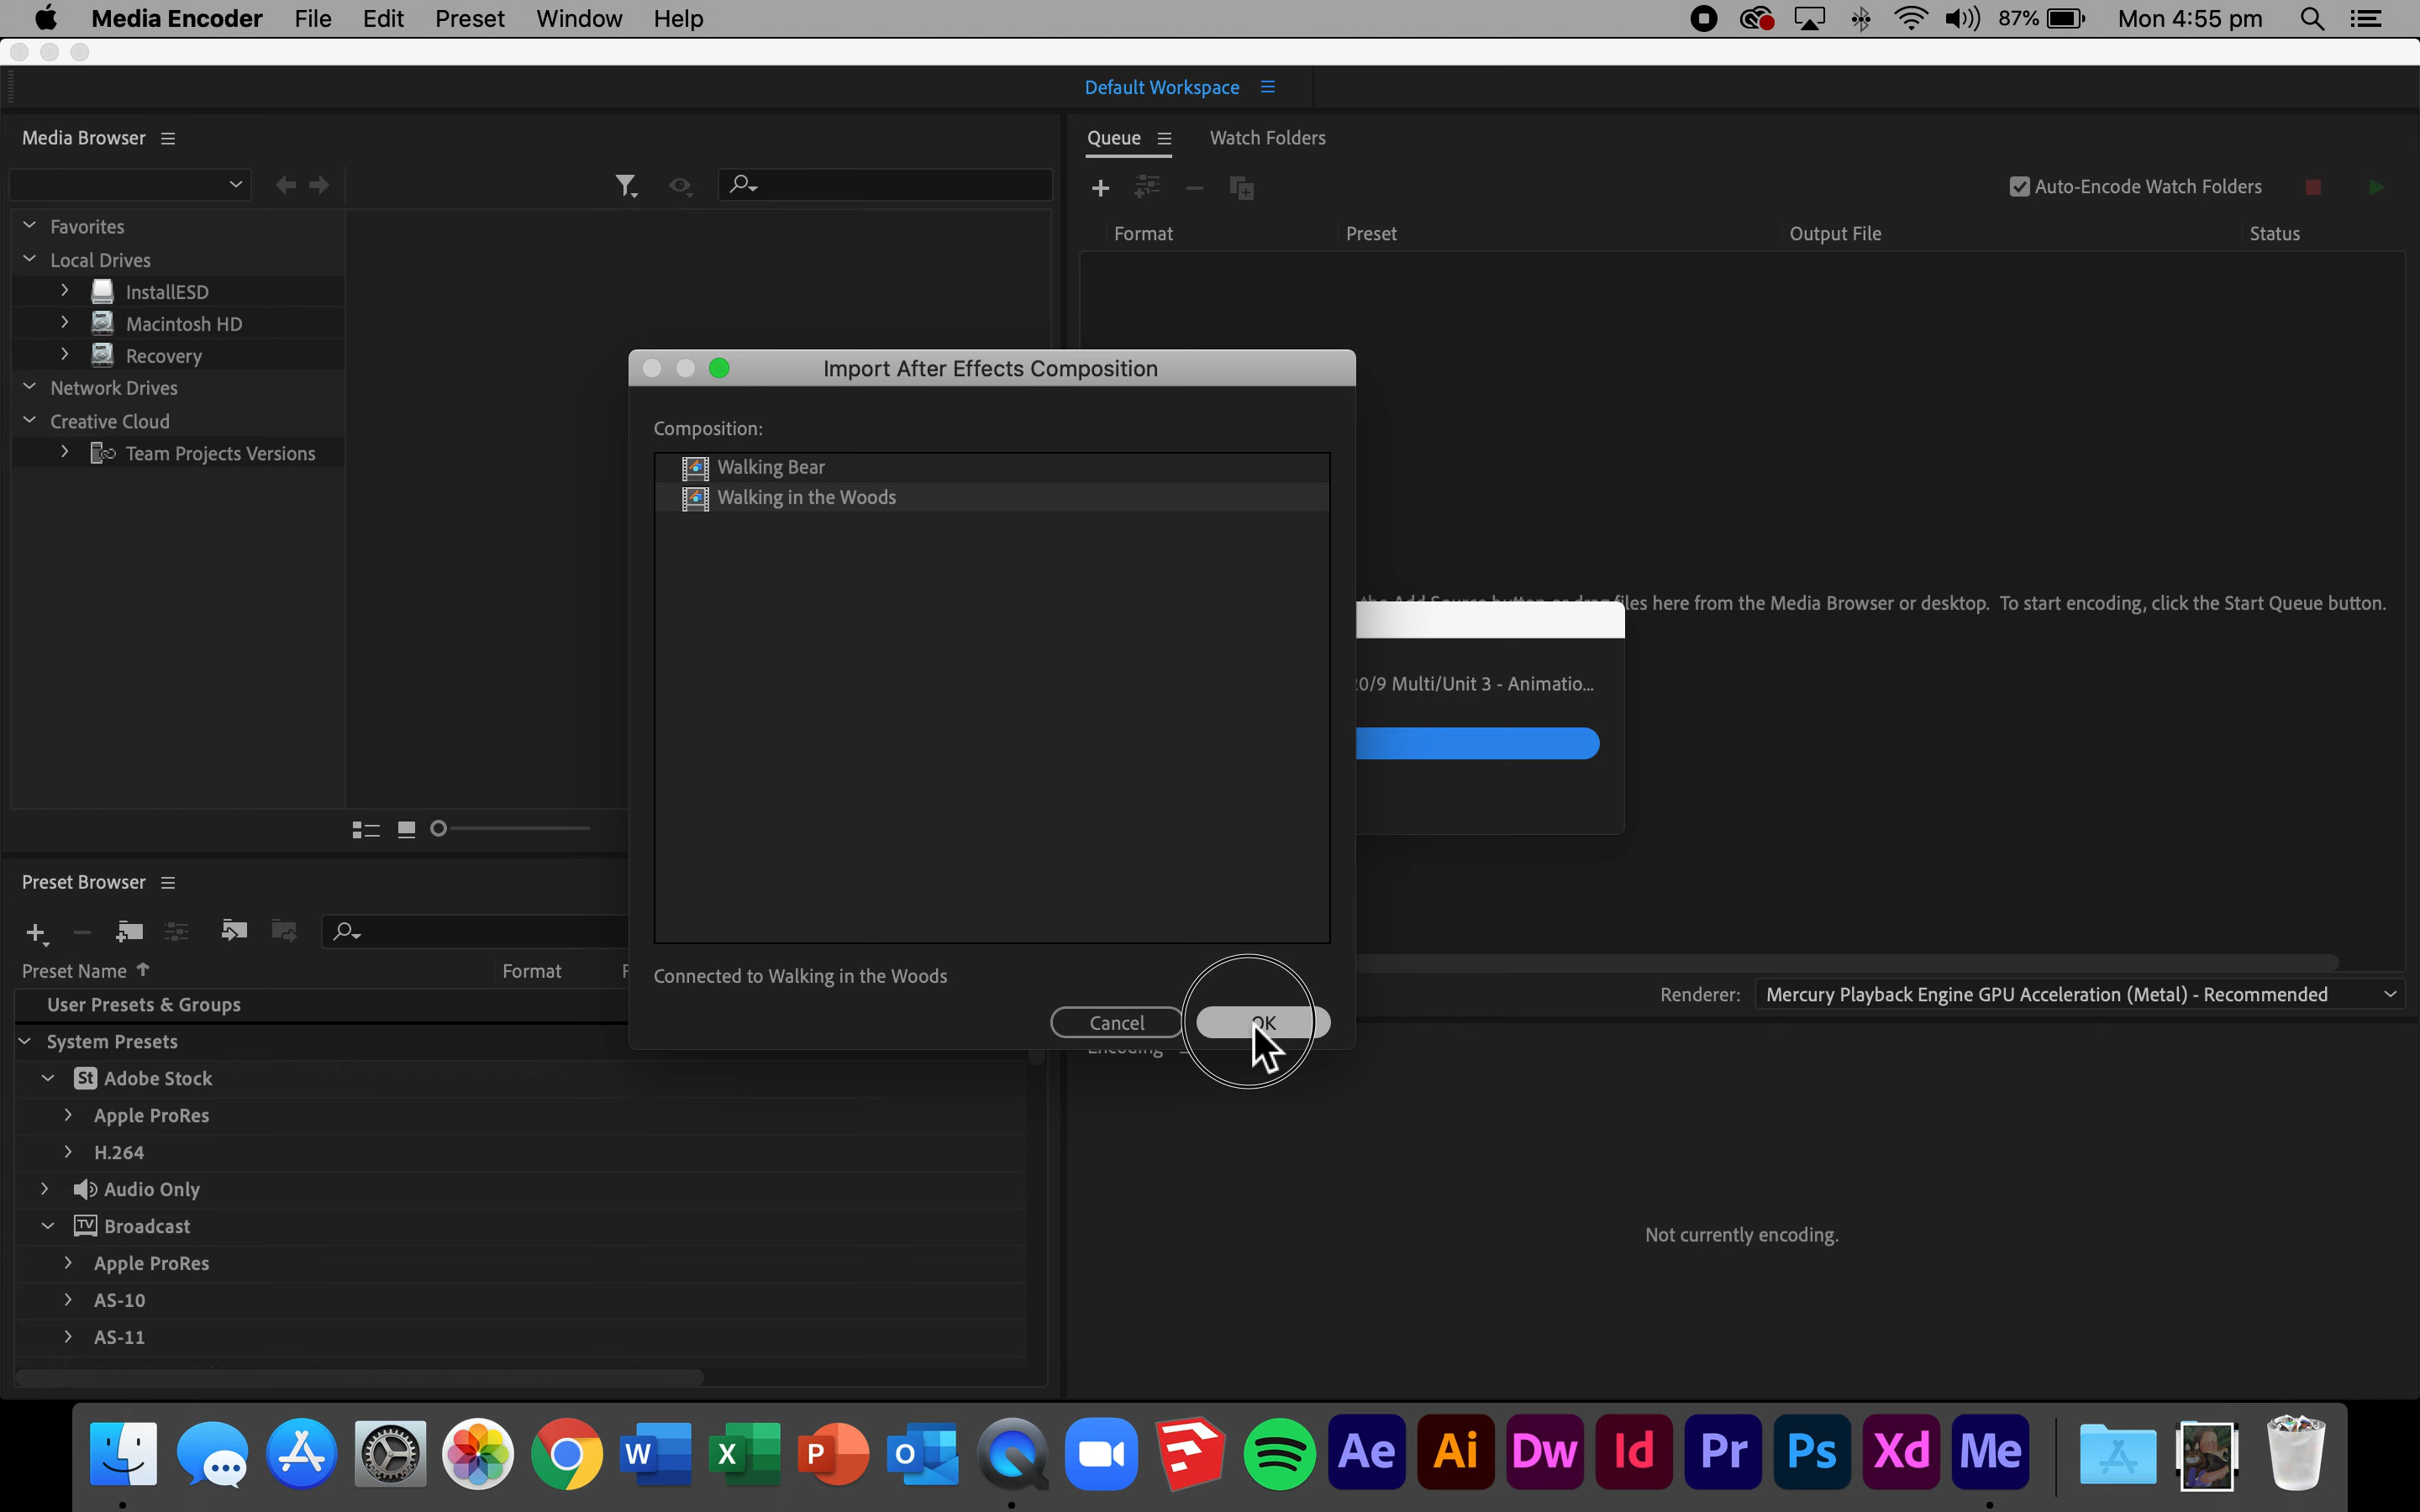 Media Encoder File Edit Preset Window Help 87% Mon 4:55 pm
Default Workspace
Media Browser
Queue Watch Folders
Auto-Encode Watch Folders
Format Preset Output File Status
Favorites
Local Drives
InstallESD
Macintosh HD
Recovery
Network Drives
Creative Cloud
Team Projects Versions
Import After Effects Composition
Composition:
Walking Bear
Walking in the Woods
files here from the Media Browser or desktop. To start encoding, click the Start Queue button.
0/9 Multi/Unit 3 - Animatio...
Connected to Walking in the Woods
Cancel OK
Renderer: Mercury Playback Engine GPU Acceleration (Metal) - Recommended
Preset Browser
Preset Name Format
User Presets & Groups
System Presets
St Adobe Stock
Apple ProRes
H.264
Audio Only
TV Broadcast
Apple ProRes
AS-10
AS-11
Encoding
Not currently encoding.
W X P O Ae Ai Dw Id Pr Ps Xd Me